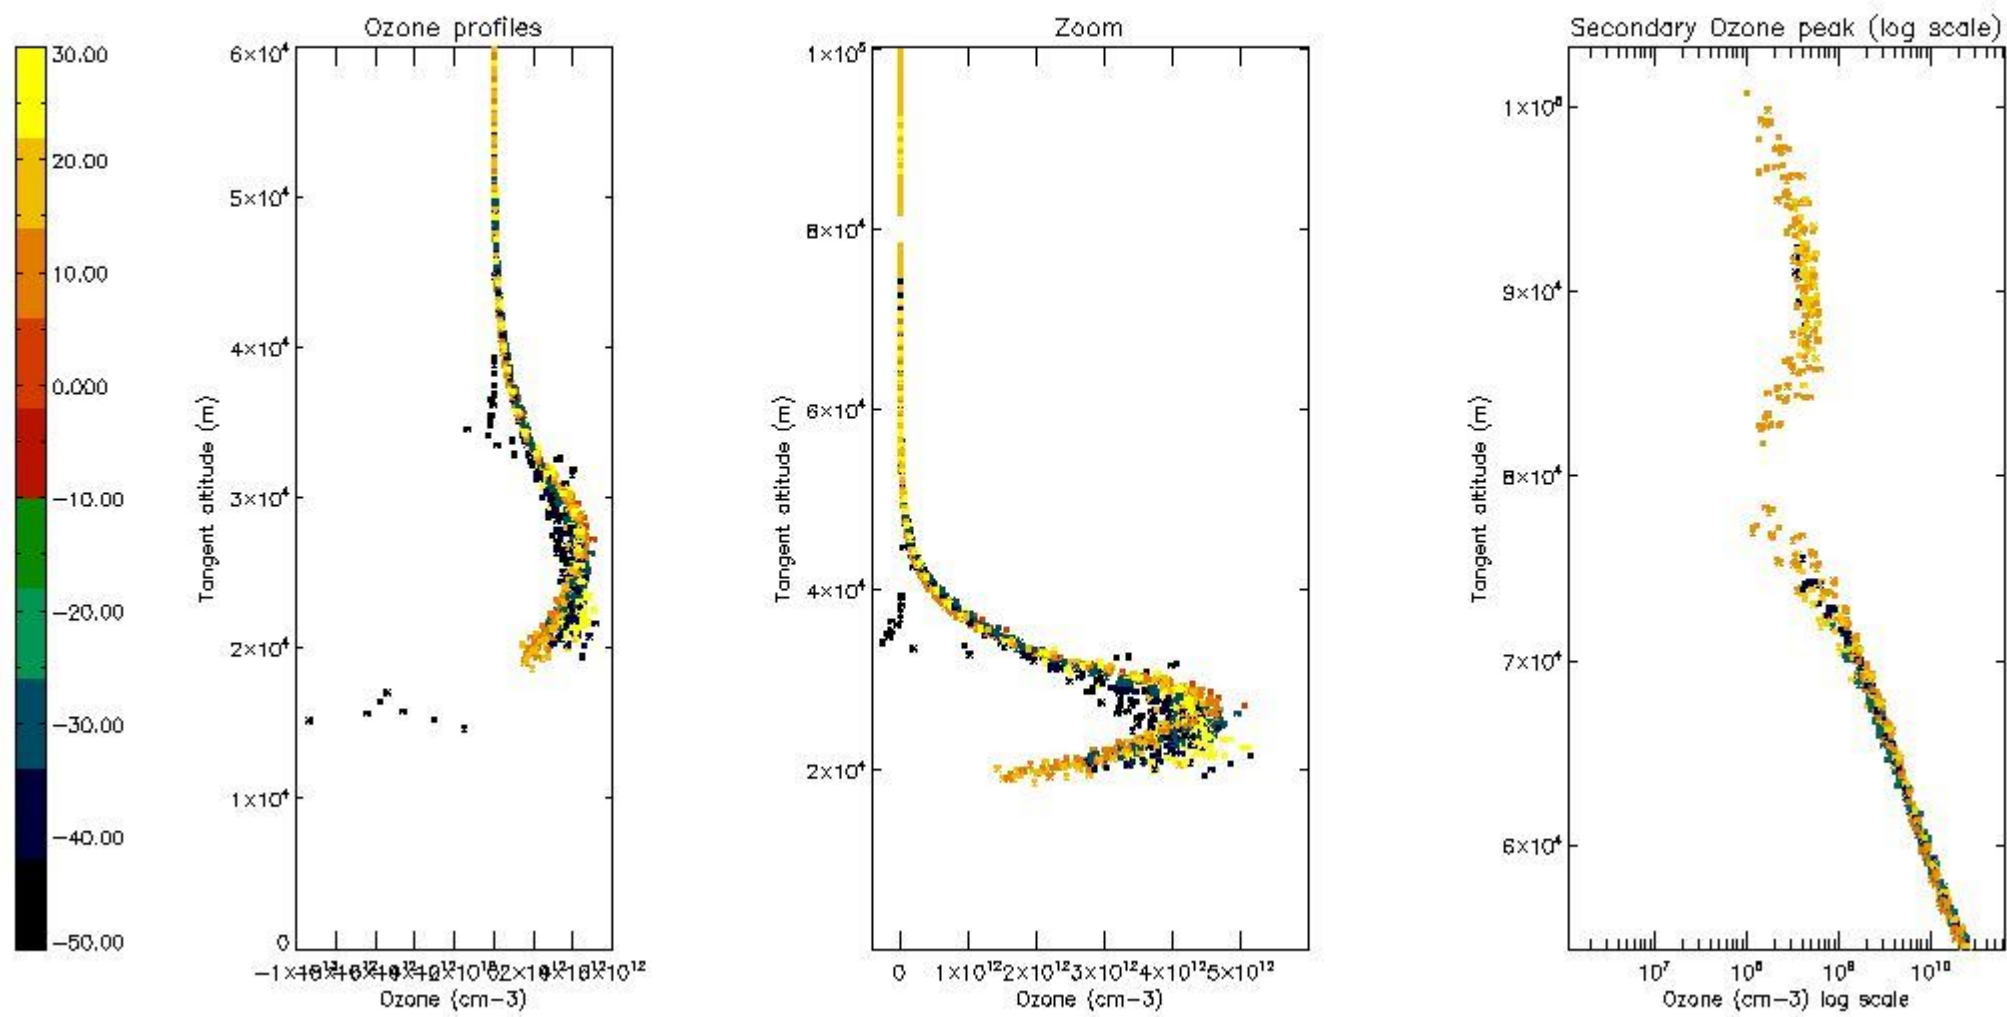 Ozone profiles
Zoom
Secondary Ozone peak (log scale)
30.00
20.00
10.00
0.000
−10.00
−20.00
−30.00
−40.00
−50.00
6×10⁴
5×10⁴
4×10⁴
3×10⁴
2×10⁴
1×10⁴
0
Tangent altitude (m)
Ozone (cm−3)
1×10⁵
8×10⁴
6×10⁴
4×10⁴
2×10⁴
Tangent altitude (m)
0 1×10¹² 2×10¹² 3×10¹² 4×10¹² 5×10¹²
Ozone (cm−3)
1×10⁵
9×10⁴
8×10⁴
7×10⁴
6×10⁴
Tangent altitude (m)
10⁷ 10⁸ 10⁹ 10¹⁰
Ozone (cm−3) log scale